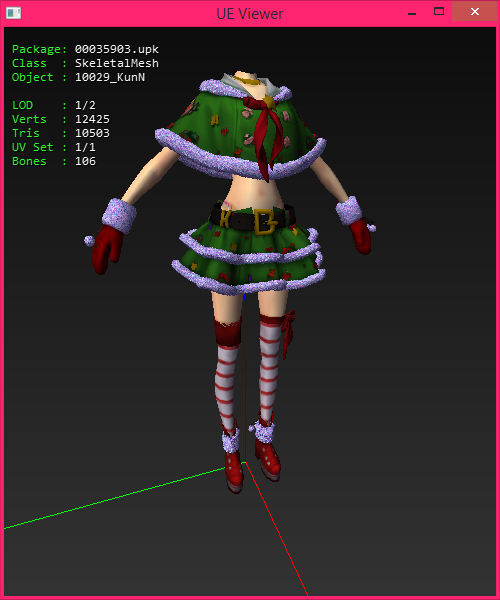 UE Viewer
Package: 00035903.upk
Class : SkeletalMesh
Object : 10029_KunN
LOD : 1/2
Verts : 12425
Tris : 10503
UV Set : 1/1
Bones : 106